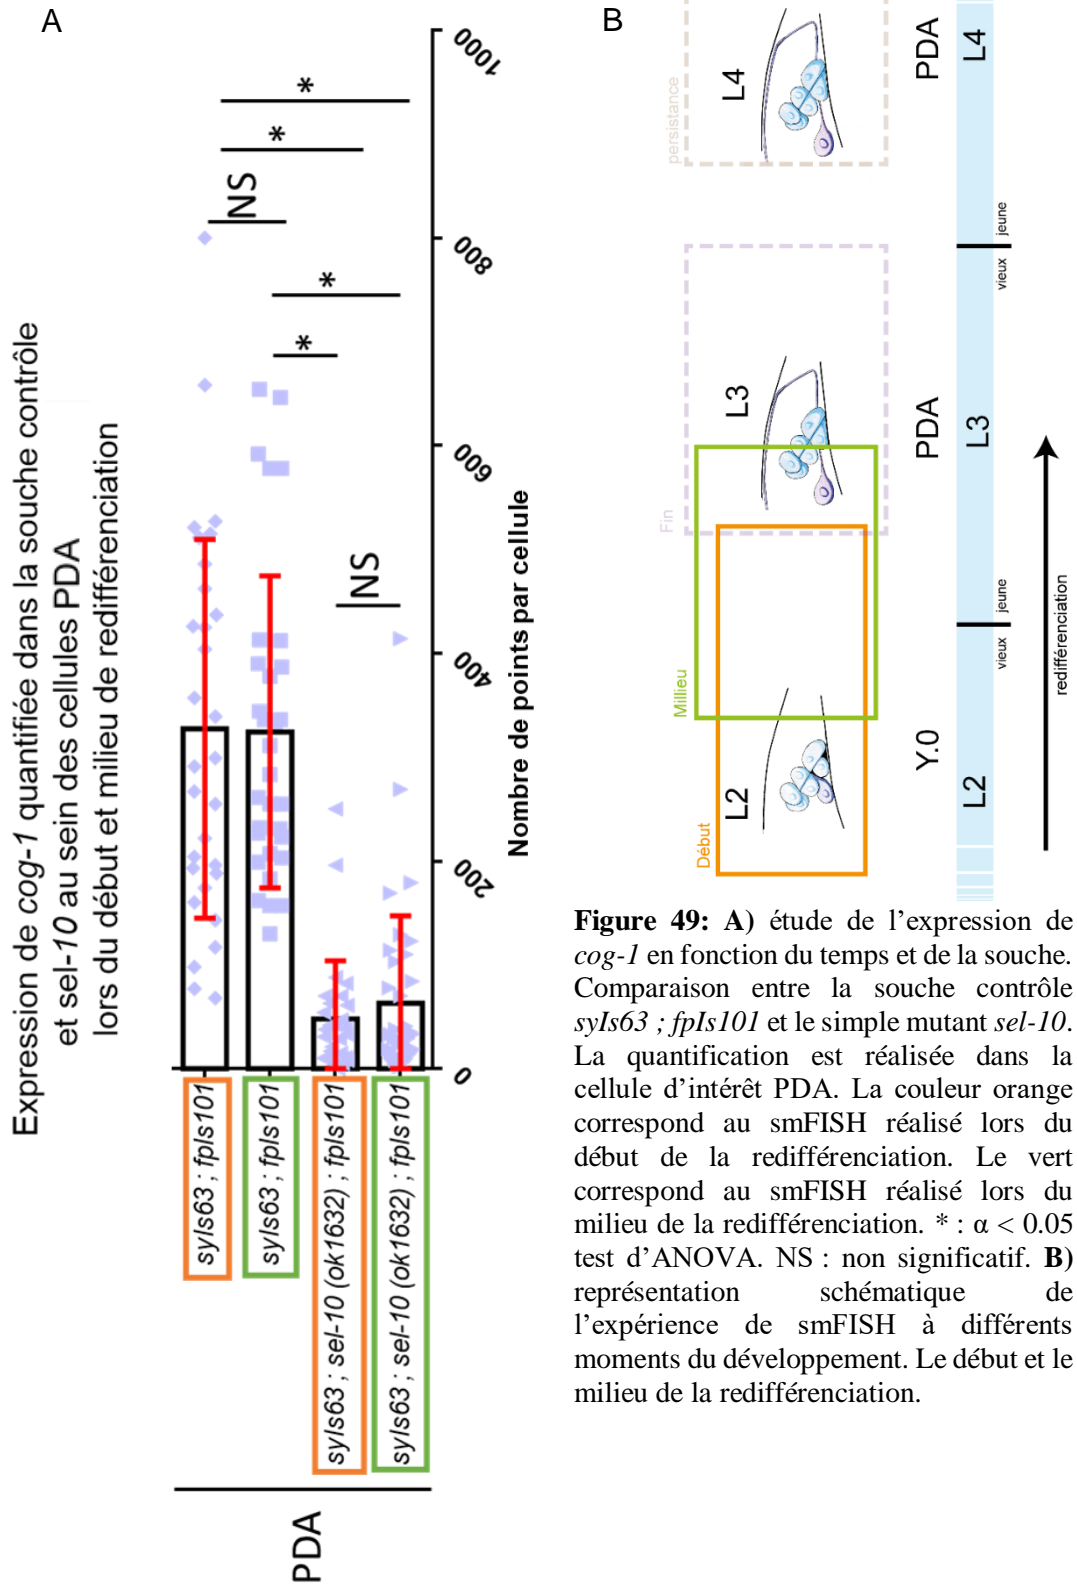 A
Expression de cog-1 quantifiée dans la souche contrôle
et sel-10 au sein des cellules PDA
lors du début et milieu de redifférenciation
*
*
NS
*
*
NS
1000
800
600
400
200
0
Nombre de points par cellule
syIs63 ; fpIs101
syIs63 ; fpIs101
syIs63 ; sel-10 (ok1632) ; fpIs101
syIs63 ; sel-10 (ok1632) ; fpIs101
PDA
B
persistance
L4
PDA
L4
jeune
vieux
Fin
L3
PDA
L3
jeune
vieux
Millieu
Début
L2
Y.0
L2
redifférenciation
Figure 49: A) étude de l’expression de
cog-1 en fonction du temps et de la souche.
Comparaison entre la souche contrôle
syIs63 ; fpIs101 et le simple mutant sel-10.
La quantification est réalisée dans la
cellule d’intérêt PDA. La couleur orange
correspond au smFISH réalisé lors du
début de la redifférenciation. Le vert
correspond au smFISH réalisé lors du
milieu de la redifférenciation. * : α < 0.05
test d’ANOVA. NS : non significatif. B)
représentation schématique de
l’expérience de smFISH à différents
moments du développement. Le début et le
milieu de la redifférenciation.